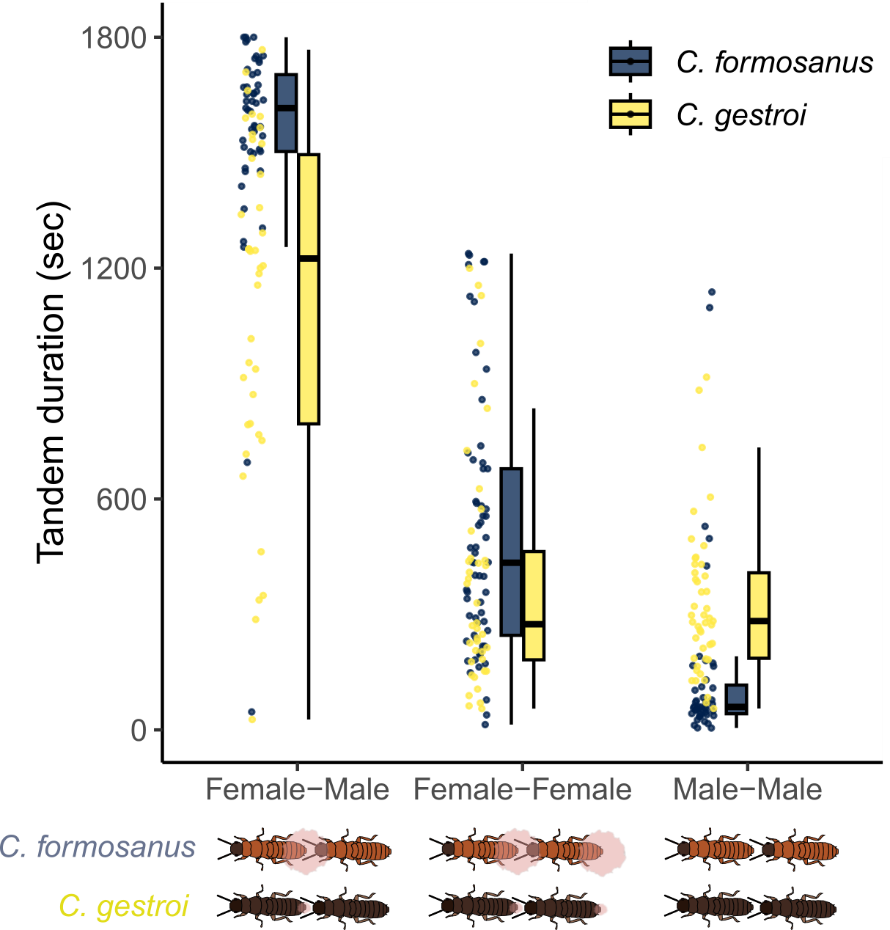 1800
1200
600
0
Tandem duration (sec)
C. formosanus
C. gestroi
Female−Male Female−Female Male−Male
C. formosanus
C. gestroi